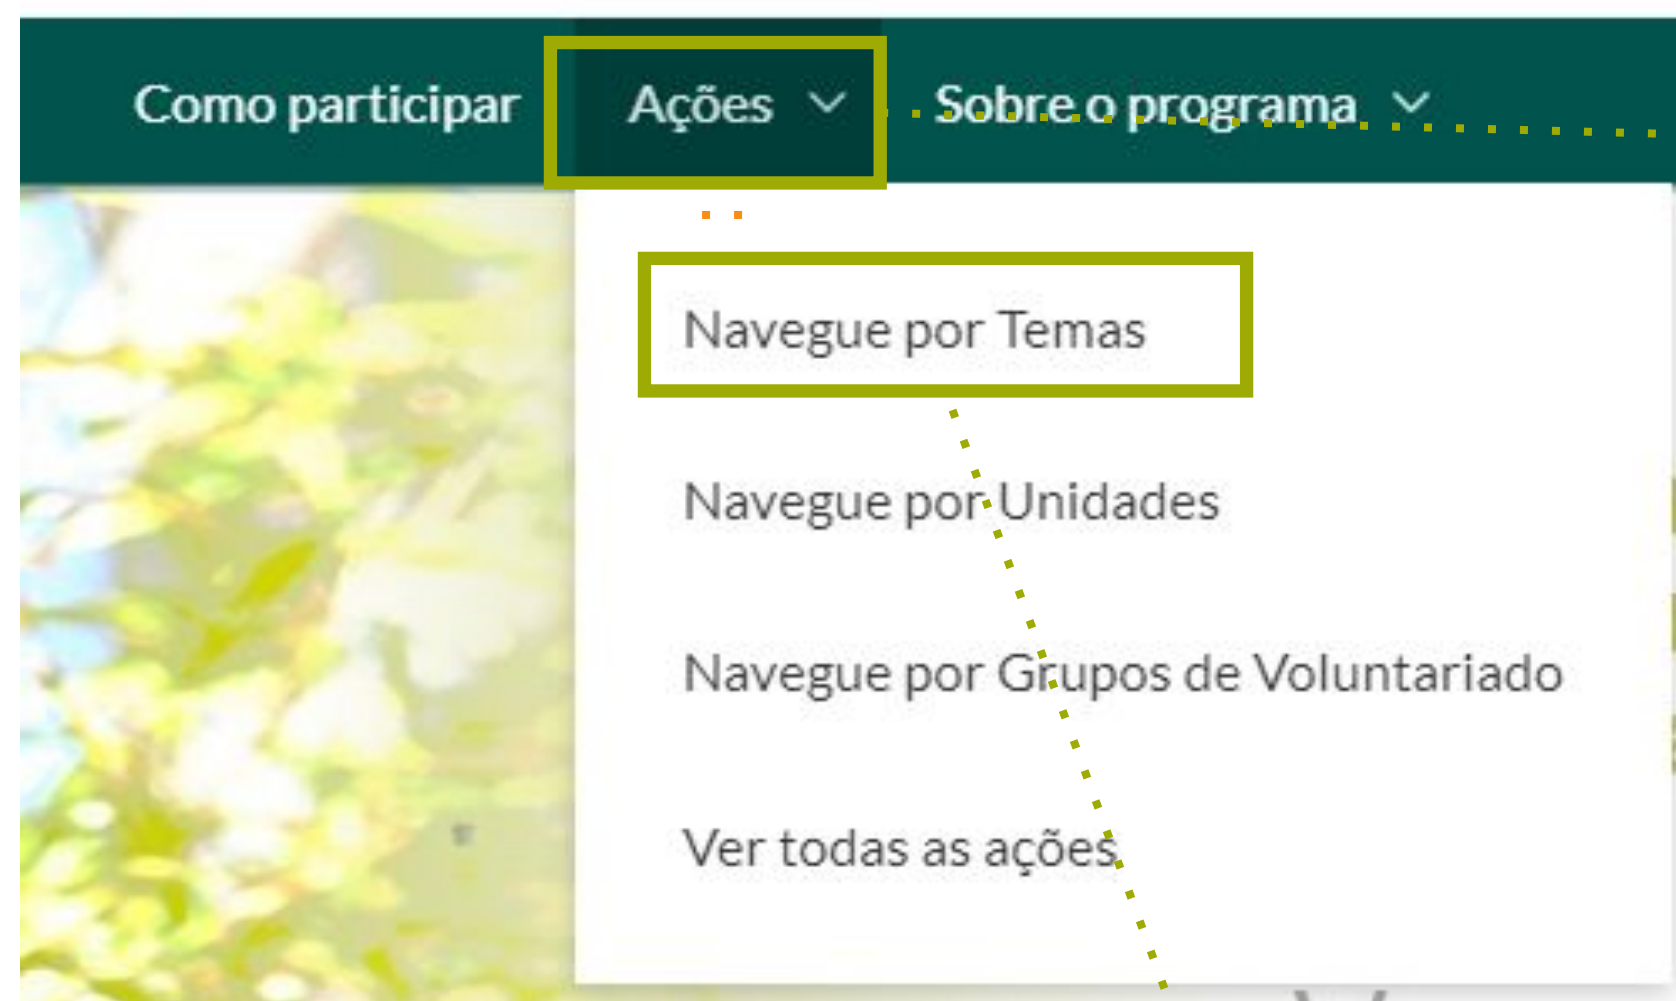 Como participar Ações Sobre o programa
Navegue por Temas
Navegue por Unidades
Navegue por Grupos de Voluntariado
Ver todas as ações